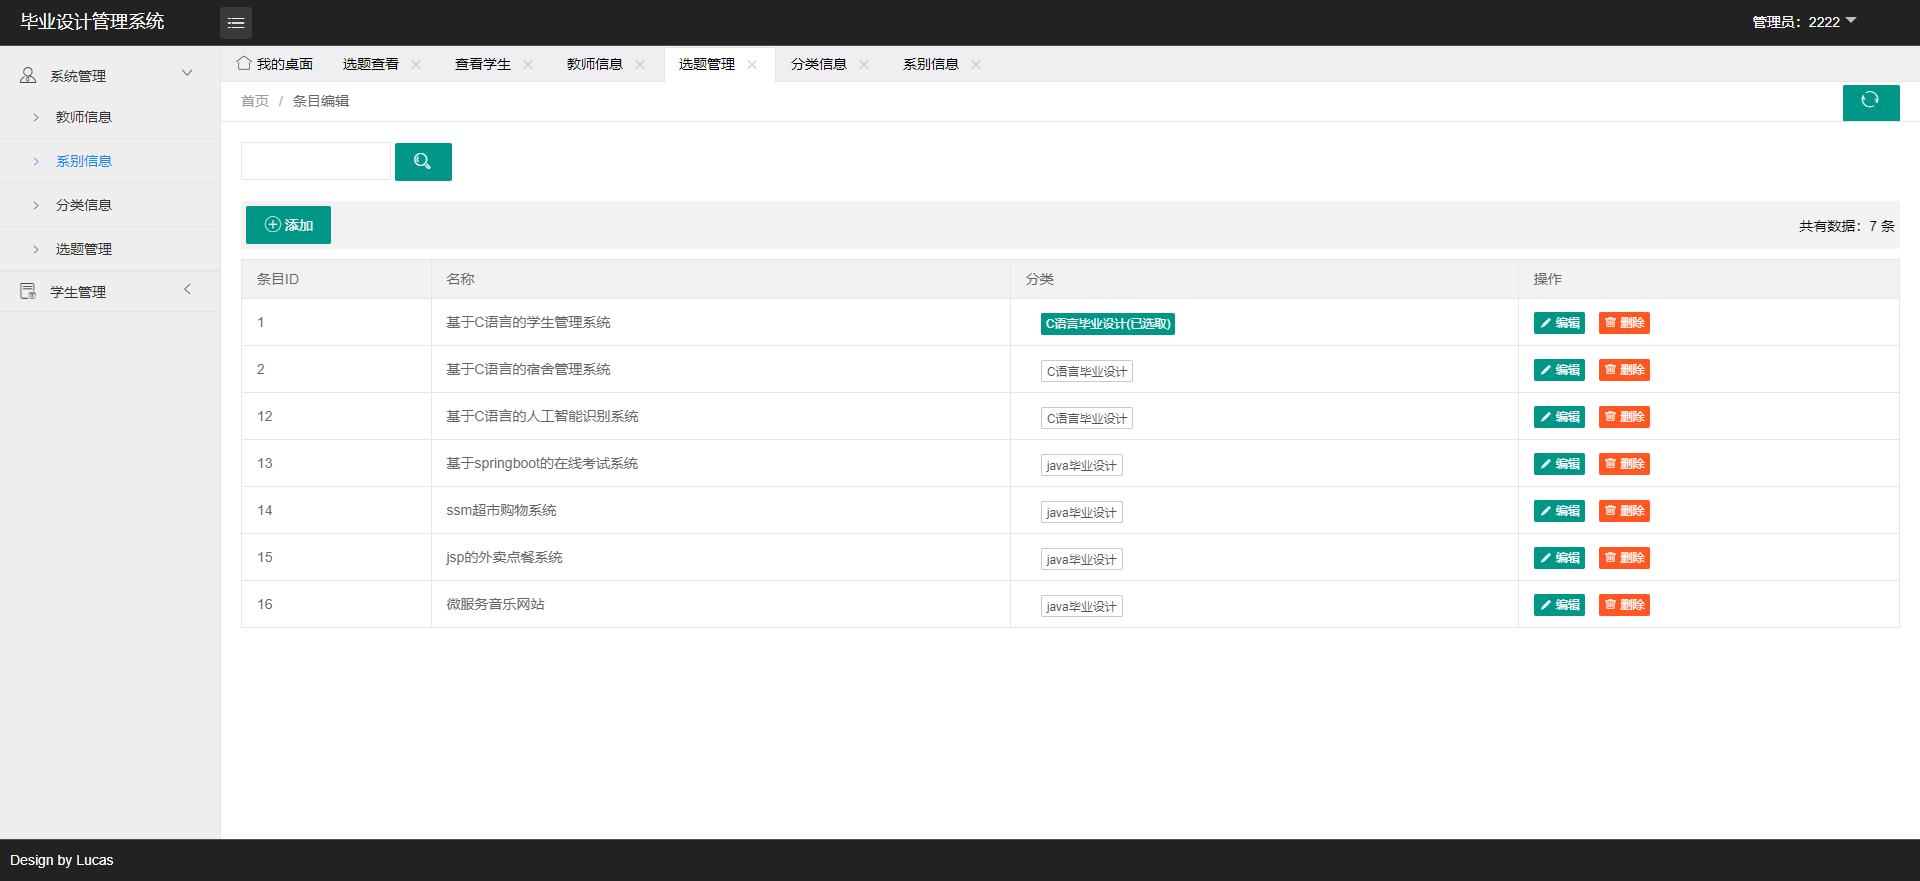 毕业设计管理系统
管理员：2222
系统管理
教师信息
系别信息
分类信息
选题管理
学生管理
我的桌面 选题查看 查看学生 教师信息 选题管理 分类信息 系别信息
首页 / 条目编辑
添加
共有数据：7 条
条目ID 名称 分类 操作
1 基于C语言的学生管理系统 C语言毕业设计(已选取) 编辑 删除
2 基于C语言的宿舍管理系统 C语言毕业设计 编辑 删除
12 基于C语言的人工智能识别系统 C语言毕业设计 编辑 删除
13 基于springboot的在线考试系统 java毕业设计 编辑 删除
14 ssm超市购物系统 java毕业设计 编辑 删除
15 jsp的外卖点餐系统 java毕业设计 编辑 删除
16 微服务音乐网站 java毕业设计 编辑 删除
Design by Lucas